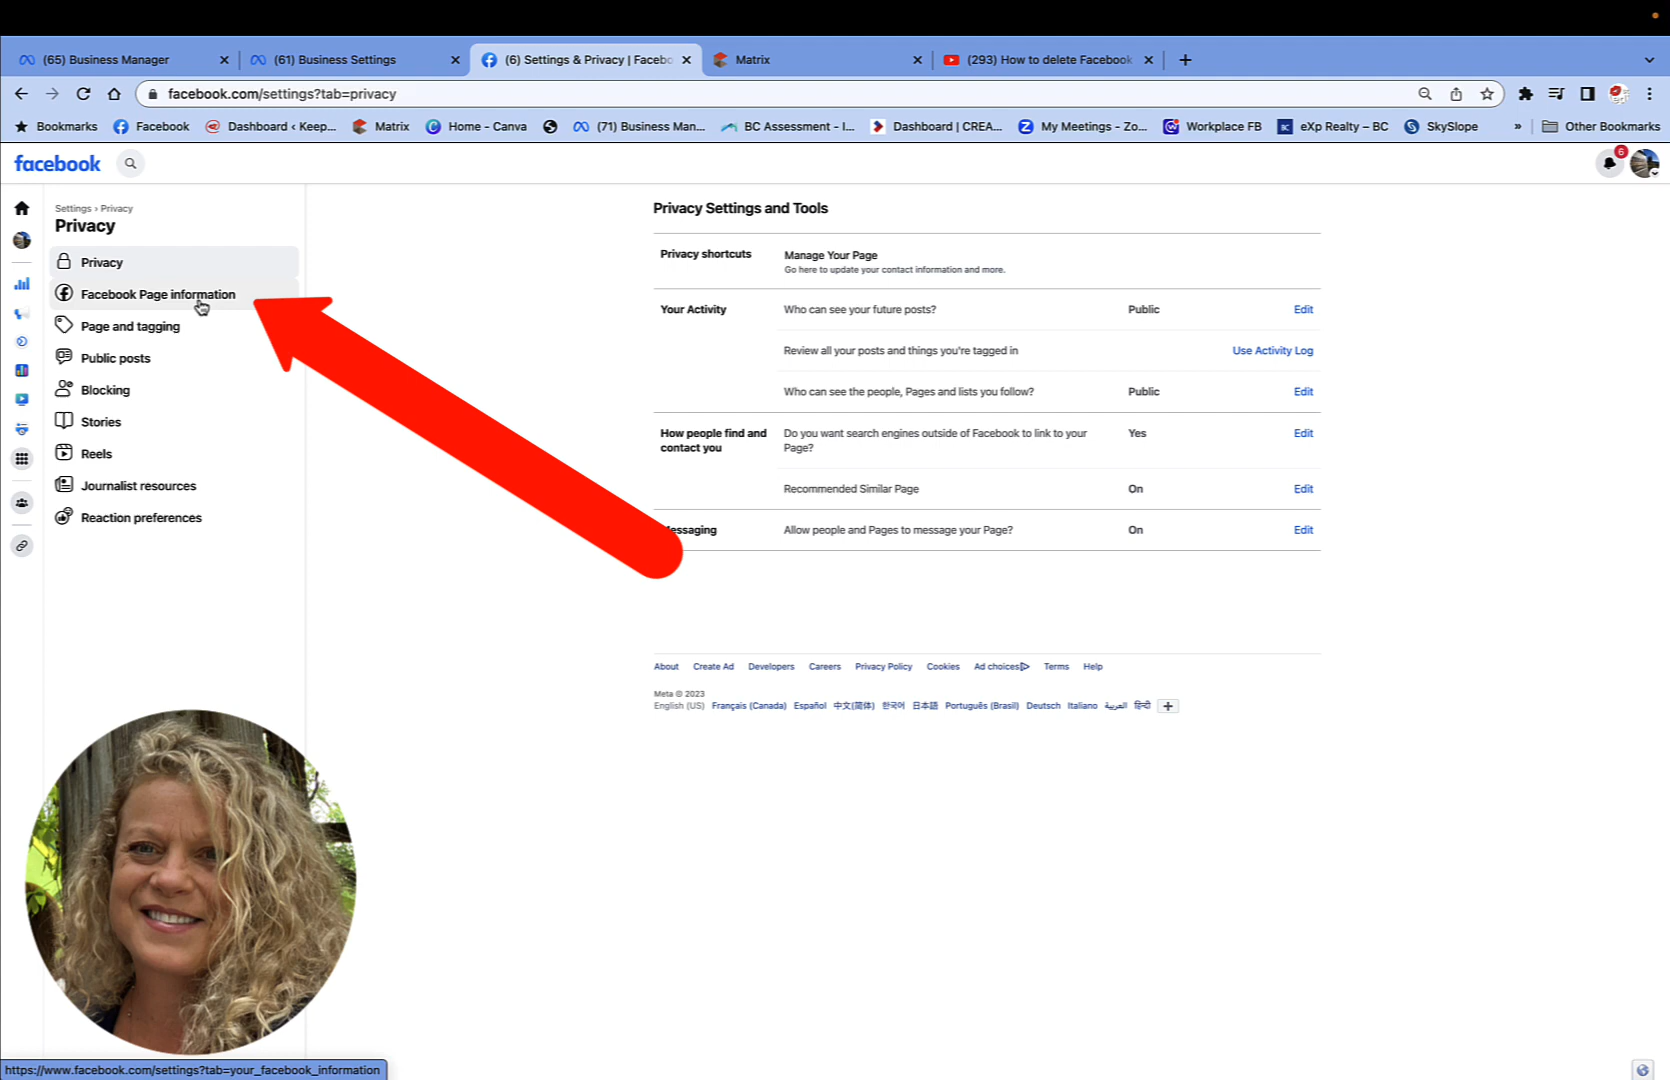 (65) Business Manager
(61) Business Settings
(6) Settings & Privacy | Facebo
Matrix
(293) How to delete Facebook
facebook.com/settings?tab=privacy
Bookmarks
Facebook
Dashboard ‹ Keep...
Matrix
Home - Canva
(71) Business Man...
BC Assessment - I...
Dashboard | CREA...
My Meetings - Zo...
Workplace FB
eXp Realty – BC
SkySlope
»
Other Bookmarks
facebook
6
Settings › Privacy
Privacy
Privacy
Facebook Page information
Page and tagging
Public posts
Blocking
Stories
Reels
Journalist resources
Reaction preferences
Privacy Settings and Tools
Privacy shortcuts
Manage Your Page
Go here to update your contact information and more.
Your Activity
Who can see your future posts?
Public
Edit
Review all your posts and things you're tagged in
Use Activity Log
Who can see the people, Pages and lists you follow?
Public
Edit
How people find and
contact you
Do you want search engines outside of Facebook to link to your
Page?
Yes
Edit
Recommended Similar Page
On
Edit
essaging
Allow people and Pages to message your Page?
On
Edit
About Create Ad Developers Careers Privacy Policy Cookies Ad choices Terms Help
Meta © 2023
English (US) Français (Canada) Español 中文(简体) 한국어 日本語 Português (Brasil) Deutsch Italiano العربية हिन्दी
https://www.facebook.com/settings?tab=your_facebook_information